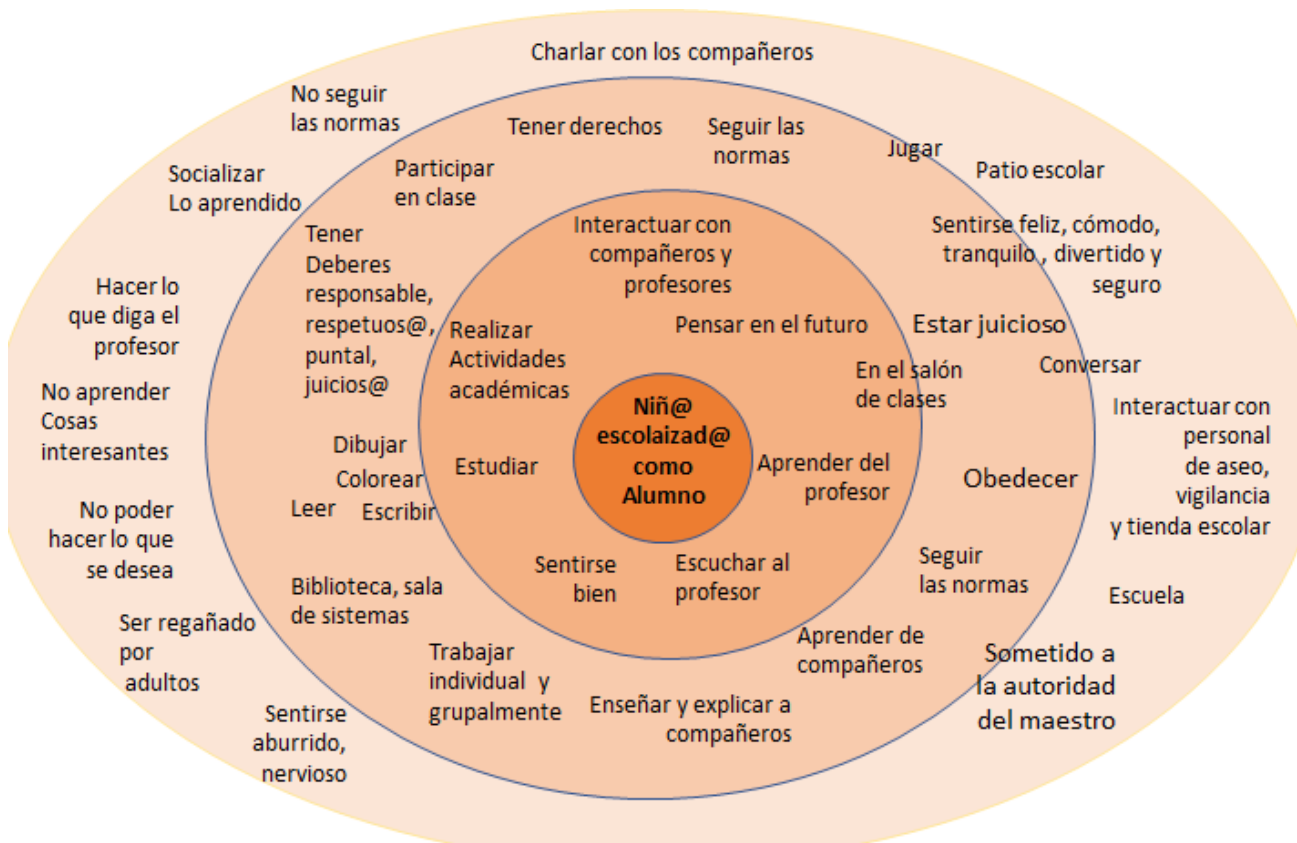 Charlar con los compañeros
No seguir
las normas
Tener derechos
Seguir las
normas
Jugar
Patio escolar
Socializar
Lo aprendido
Participar
en clase
Interactuar con
compañeros y
profesores
Sentirse feliz, cómodo,
tranquilo , divertido y
seguro
Tener
Deberes
responsable,
respetuos@,
puntal,
juicios@
Hacer lo
que diga el
profesor
Realizar
Actividades
académicas
Pensar en el futuro
Estar juicioso
En el salón
de clases
Conversar
No aprender
Cosas
interesantes
Niñ@
escolaizad@
como
Alumno
Interactuar con
personal
de aseo,
vigilancia
y tienda escolar
Dibujar
Colorear
Leer
Escribir
Estudiar
Aprender del
profesor
Obedecer
No poder
hacer lo que
se desea
Sentirse
bien
Escuchar al
profesor
Seguir
las normas
Escuela
Biblioteca, sala
de sistemas
Ser regañado
por
adultos
Trabajar
individual y
grupalmente
Aprender de
compañeros
Sometido a
la autoridad
del maestro
Enseñar y explicar a
compañeros
Sentirse
aburrido,
nervioso